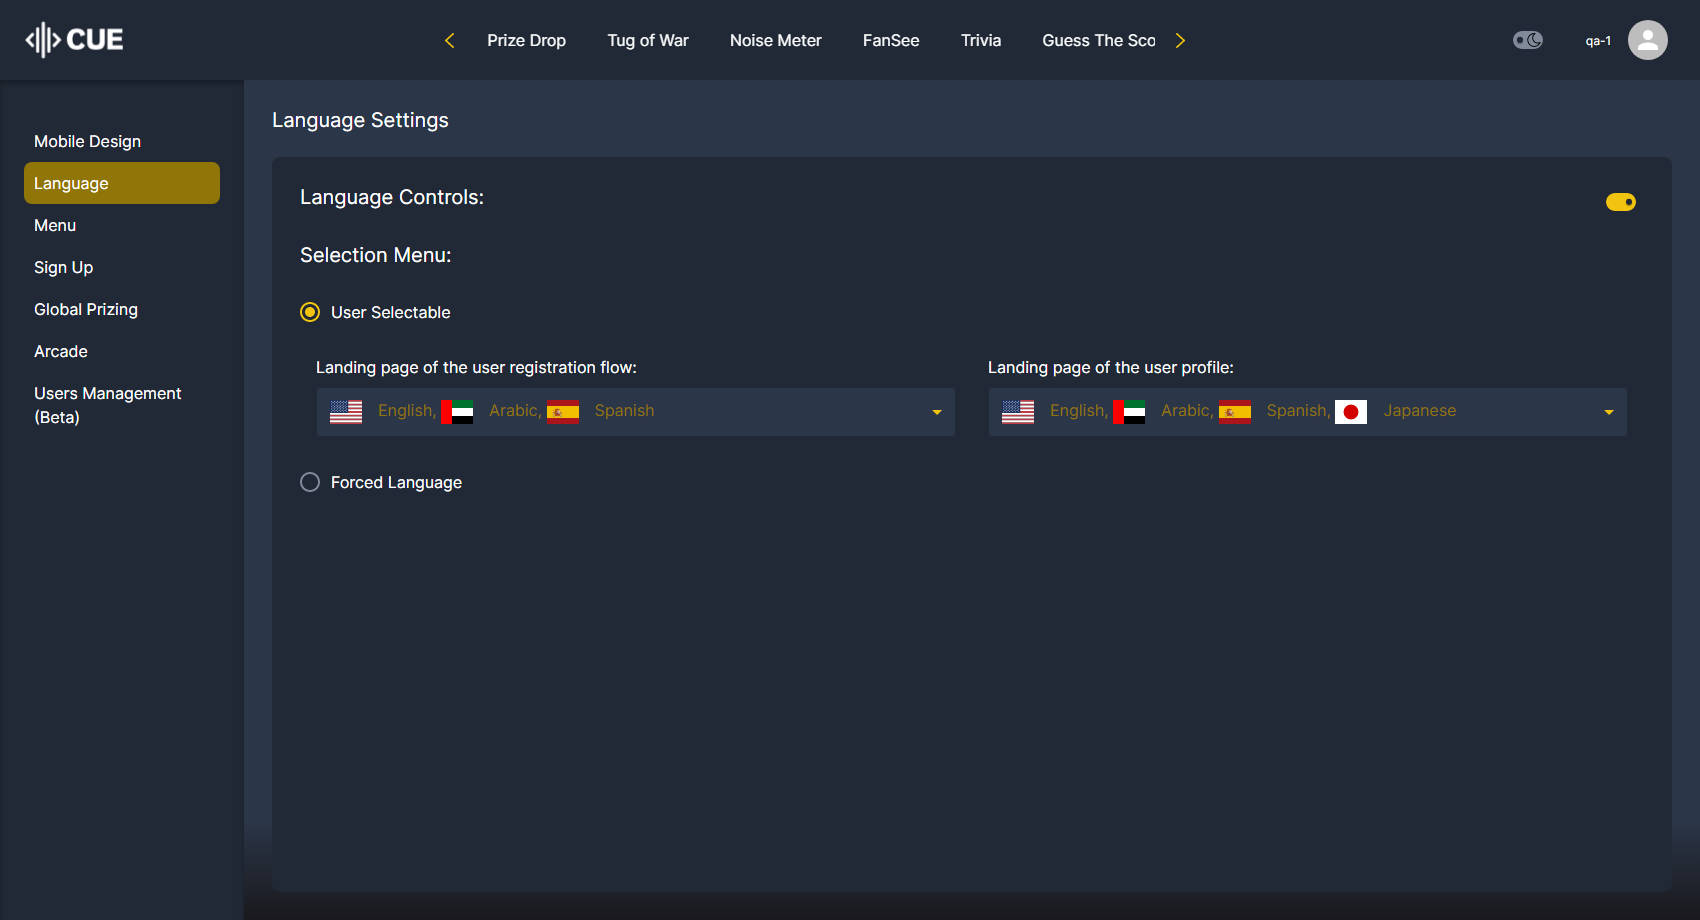 CUE
Prize Drop
Tug of War
Noise Meter
FanSee
Trivia
Guess The Sco
qa-1
Mobile Design
Language
Menu
Sign Up
Global Prizing
Arcade
Users Management
(Beta)
Language Settings
Language Controls:
Selection Menu:
User Selectable
Landing page of the user registration flow:
English, Arabic, Spanish
Landing page of the user profile:
English, Arabic, Spanish, Japanese
Forced Language